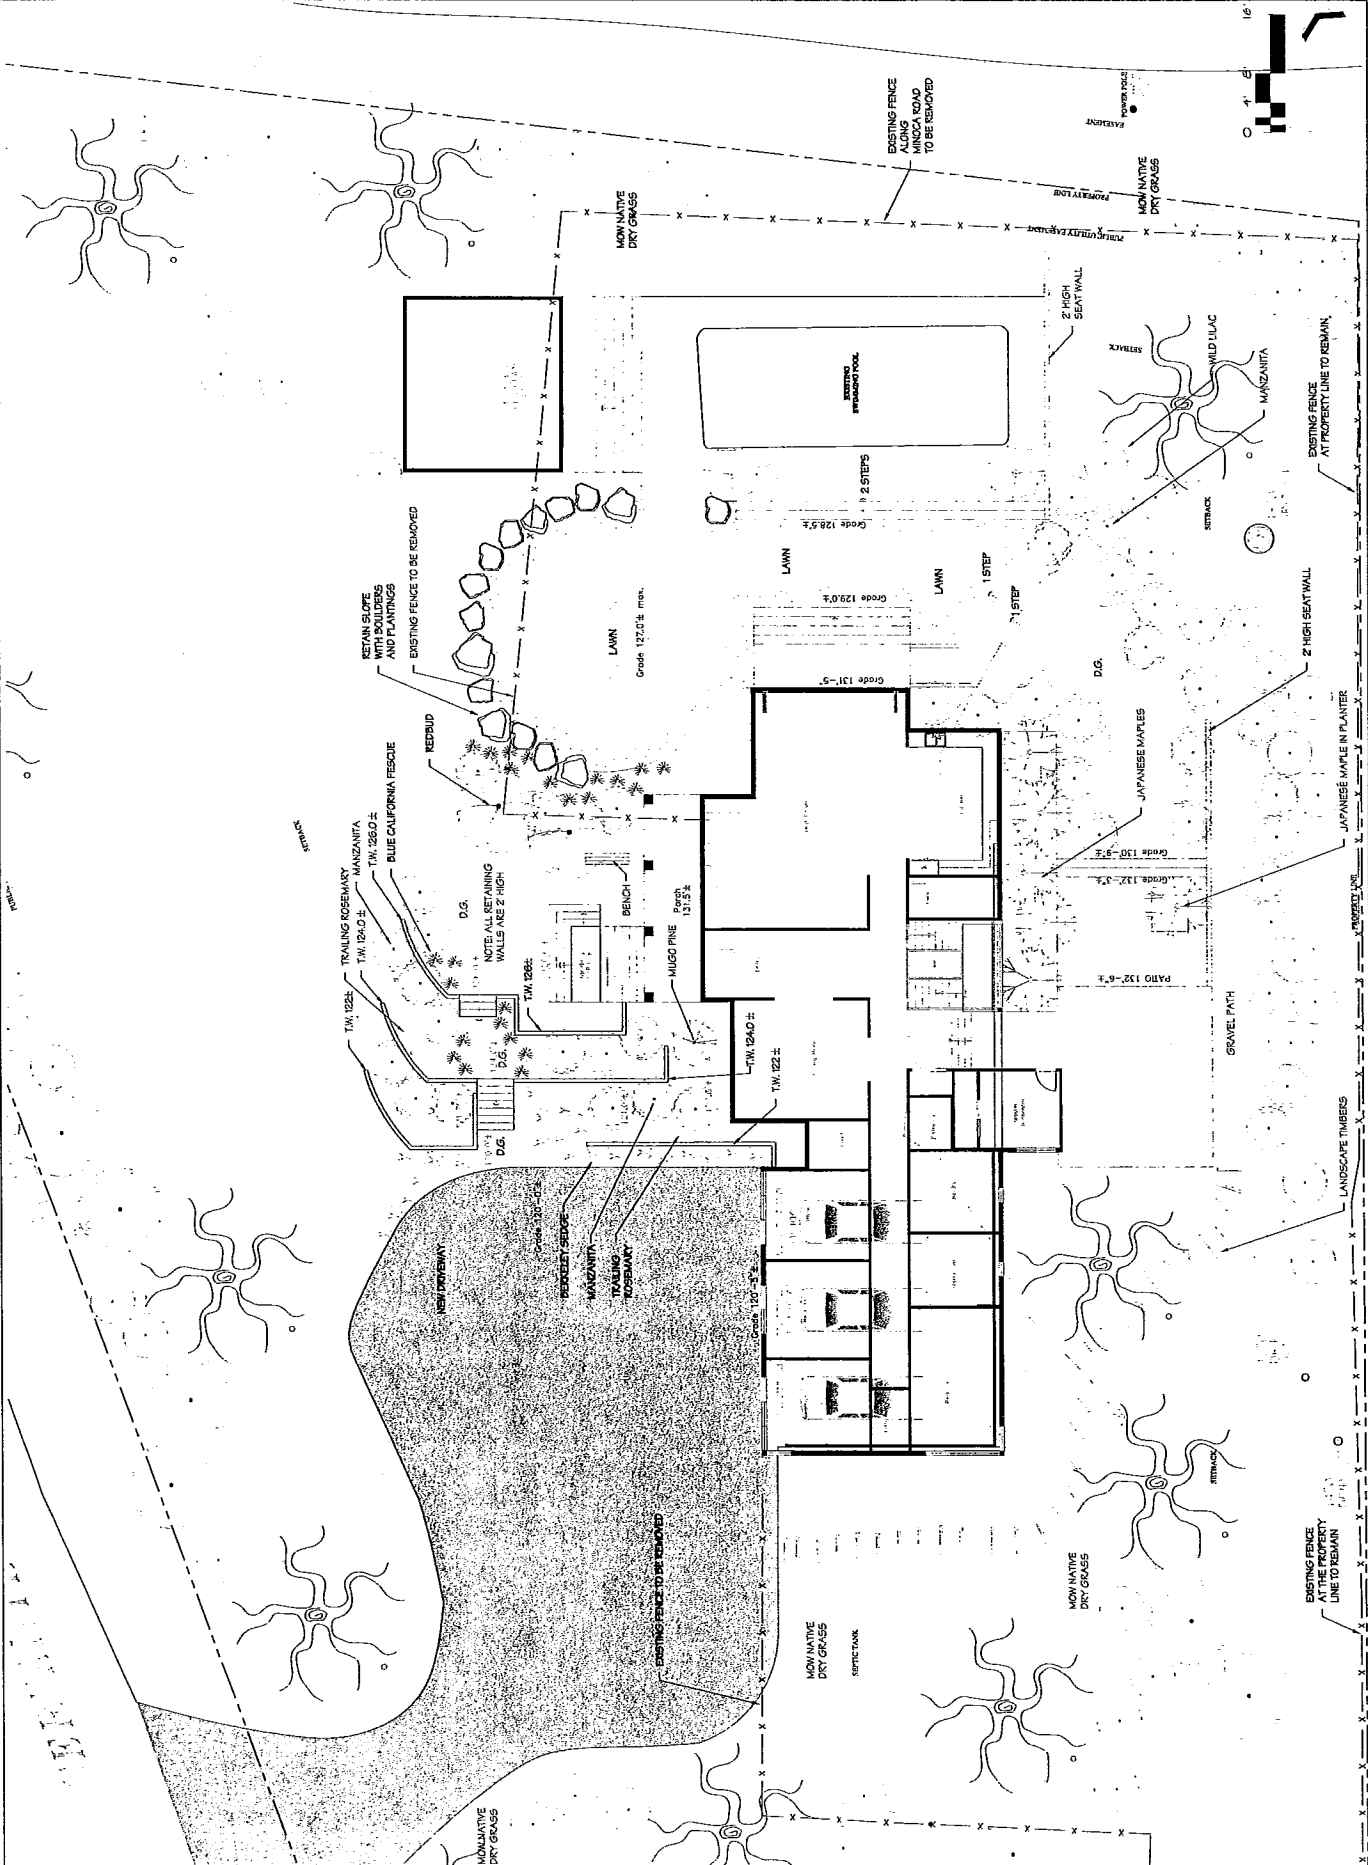 0 4' 8' 16'
POWER POLE
EASEMENT
EXISTING FENCE
ALONG
MINOCA ROAD
TO BE REMOVED
MOW NATIVE
DRY GRASS
PROPERTY LINE
PUBLIC UTILITY EASEMENT
MOW NATIVE
DRY GRASS
2' HIGH
SEAT WALL
SETBACK
WILD LILAC
MANZANITA
EXISTING FENCE
AT PROPERTY LINE TO REMAIN
EXISTING
SWIMMING POOL
2 STEPS
Grade 128.5'±
SETBACK
LAWN
Grade 129.0'±
LAWN
1 STEP
1 STEP
RETAIN SLOPE
WITH BOULDERS
AND PLANTINGS
EXISTING FENCE TO BE REMOVED
LAWN
Grade 127.0'± max.
Grade 131'-5"
D.G.
2' HIGH SEAT WALL
REDBUD
JAPANESE MAPLES
JAPANESE MAPLE IN PLANTER
SETBACK
TRAILING ROSEMARY
T.W. 124.0 ±
MANZANITA
T.W. 126.0 ±
BLUE CALIFORNIA FESCUE
T.W. 122±
D.G.
NOTE: ALL RETAINING
WALLS ARE 2' HIGH
BENCH
Porch
131.5'±
MUGO PINE
T.W. 126±
D.G.
D.G.
T.W. 124.0 ±
T.W. 122 ±
Grade 130'-9"±
Grade 132'-3"±
PATIO 132'-6"±
PROPERTY LINE
GRAVEL PATH
LANDSCAPE TIMBERS
NEW DRIVEWAY
Grade 120'-0"±
BERKELEY SEDGE
MANZANITA
TRAILING
ROSEMARY
Grade 120'-5"±
SETBACK
EXISTING FENCE TO BE REMOVED
MOW NATIVE
DRY GRASS
SEPTIC TANK
MOW NATIVE
DRY GRASS
EXISTING FENCE
AT THE PROPERTY
LINE TO REMAIN
MOW NATIVE
DRY GRASS